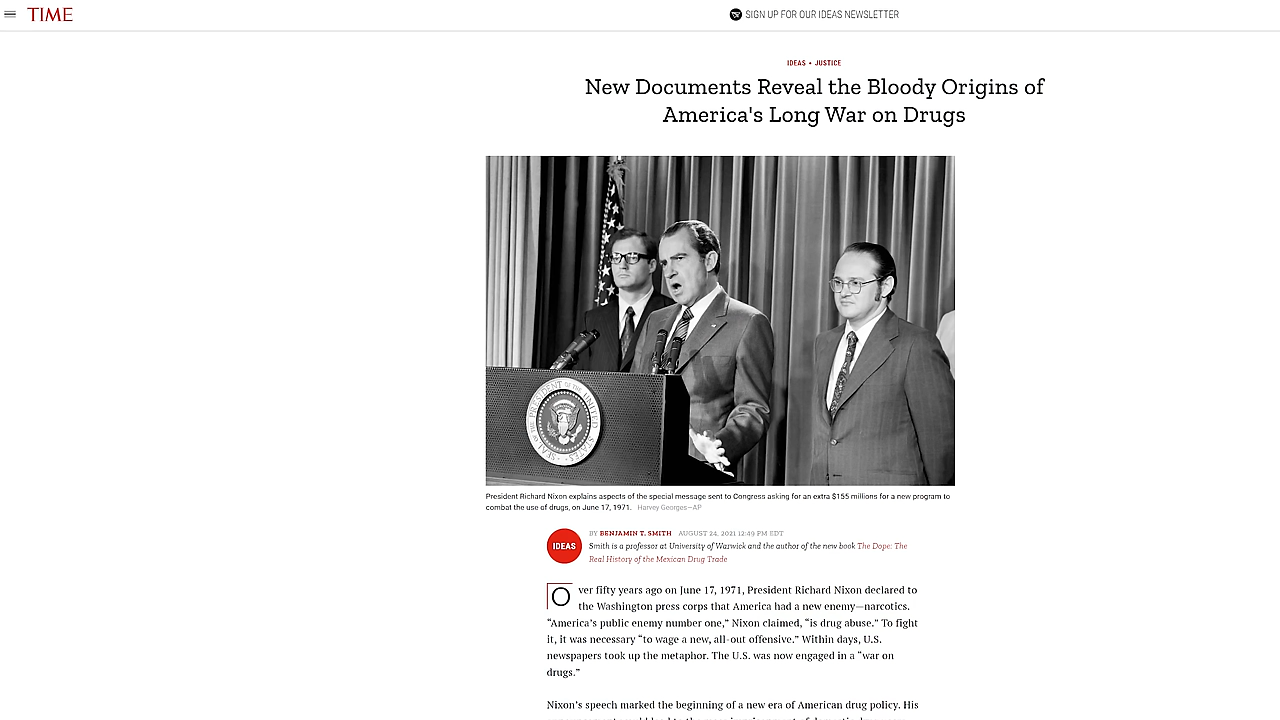 TIME
SIGN UP FOR OUR IDEAS NEWSLETTER
IDEAS • JUSTICE
New Documents Reveal the Bloody Origins of
America's Long War on Drugs
SEAL OF THE PRESIDENT OF THE UNITED STATES
President Richard Nixon explains aspects of the special message sent to Congress asking for an extra $155 millions for a new program to
combat the use of drugs, on June 17, 1971. Harvey Georges—AP
IDEAS
BY BENJAMIN T. SMITH AUGUST 24, 2021 12:49 PM EDT
Smith is a professor at University of Warwick and the author of the new book The Dope: The
Real History of the Mexican Drug Trade
Over fifty years ago on June 17, 1971, President Richard Nixon declared to
the Washington press corps that America had a new enemy—narcotics.
“America’s public enemy number one,” Nixon claimed, “is drug abuse.” To fight
it, it was necessary “to wage a new, all-out offensive.” Within days, U.S.
newspapers took up the metaphor. The U.S. was now engaged in a “war on
drugs.”
Nixon’s speech marked the beginning of a new era of American drug policy. His